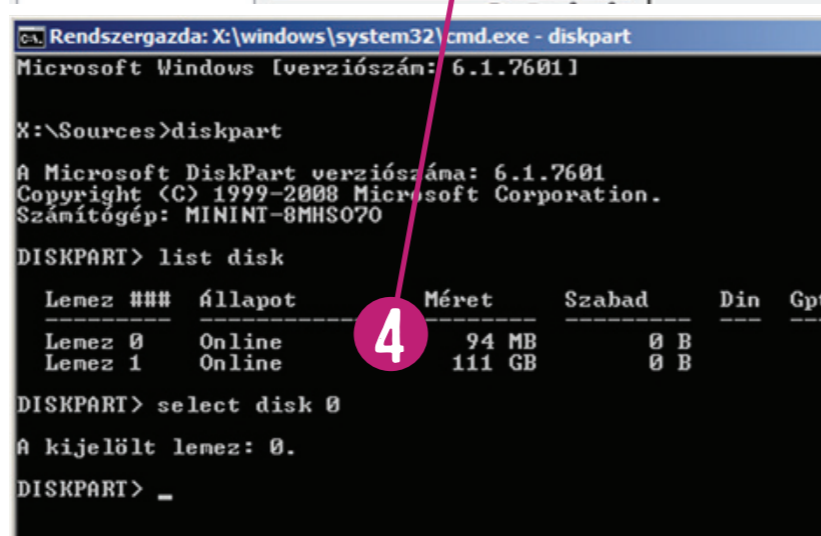 Rendszergazda: X:\windows\system32\cmd.exe - diskpart
Microsoft Windows [verziószám: 6.1.7601]
X:\Sources>diskpart
A Microsoft DiskPart verziószáma: 6.1.7601
Copyright (C) 1999-2008 Microsoft Corporation.
Számítógép: MININT-8MHSO7O
DISKPART> list disk
Lemez ### Állapot Méret Szabad Din Gpt
--------- ------------- ------- ------- --- ---
Lemez 0 Online 94 MB 0 B
Lemez 1 Online 111 GB 0 B
4
DISKPART> select disk 0
A kijelölt lemez: 0.
DISKPART> _